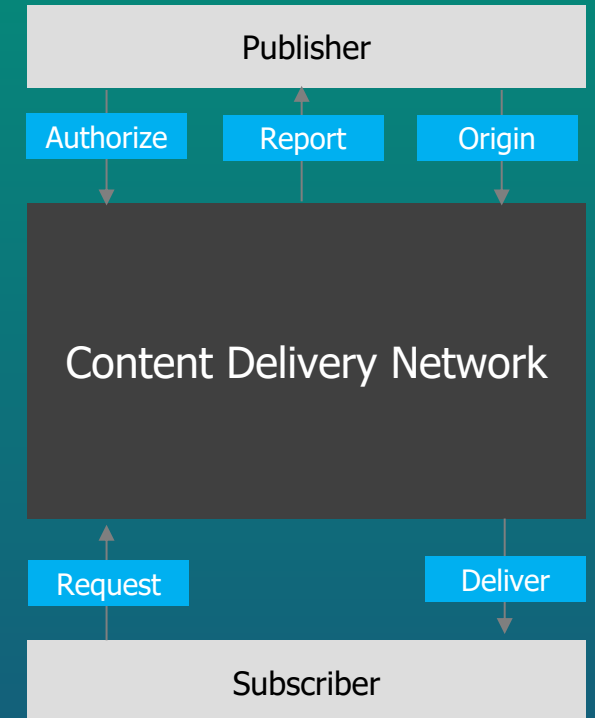 Publisher
Authorize
Report
Origin
Content Delivery Network
Request
Deliver
Subscriber